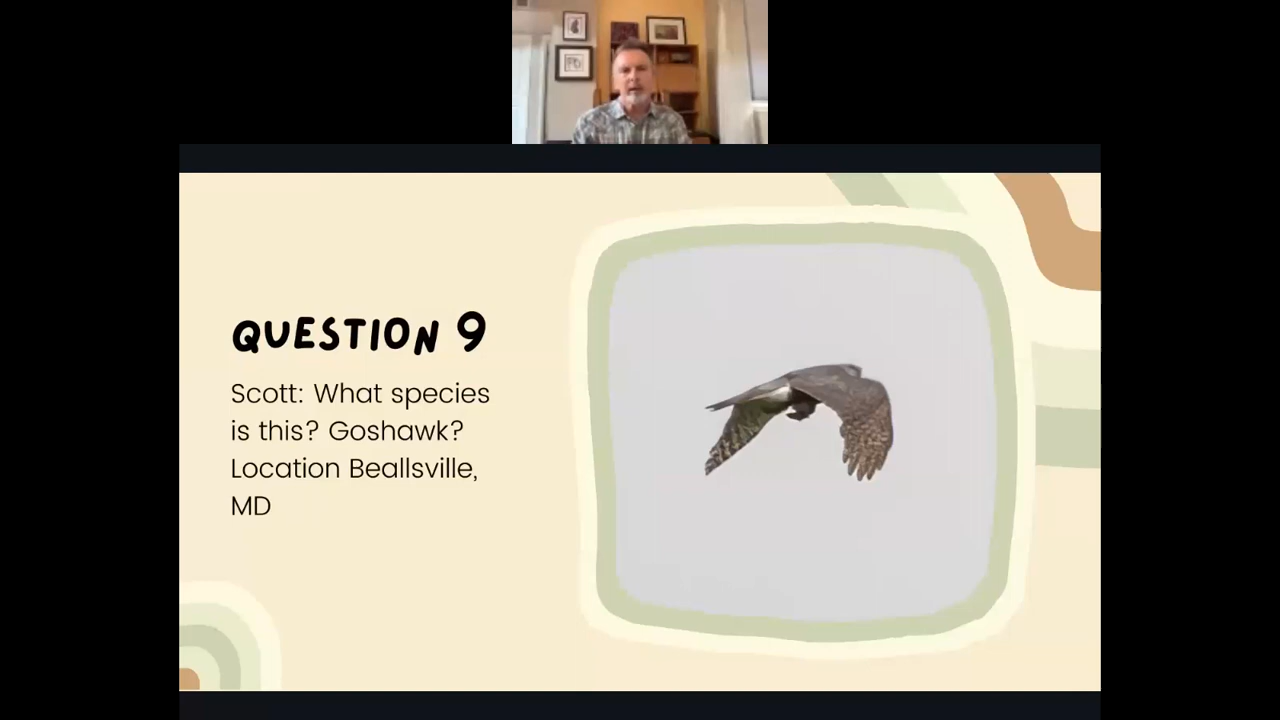 QUESTION 9
Scott: What species
is this? Goshawk?
Location Beallsville,
MD